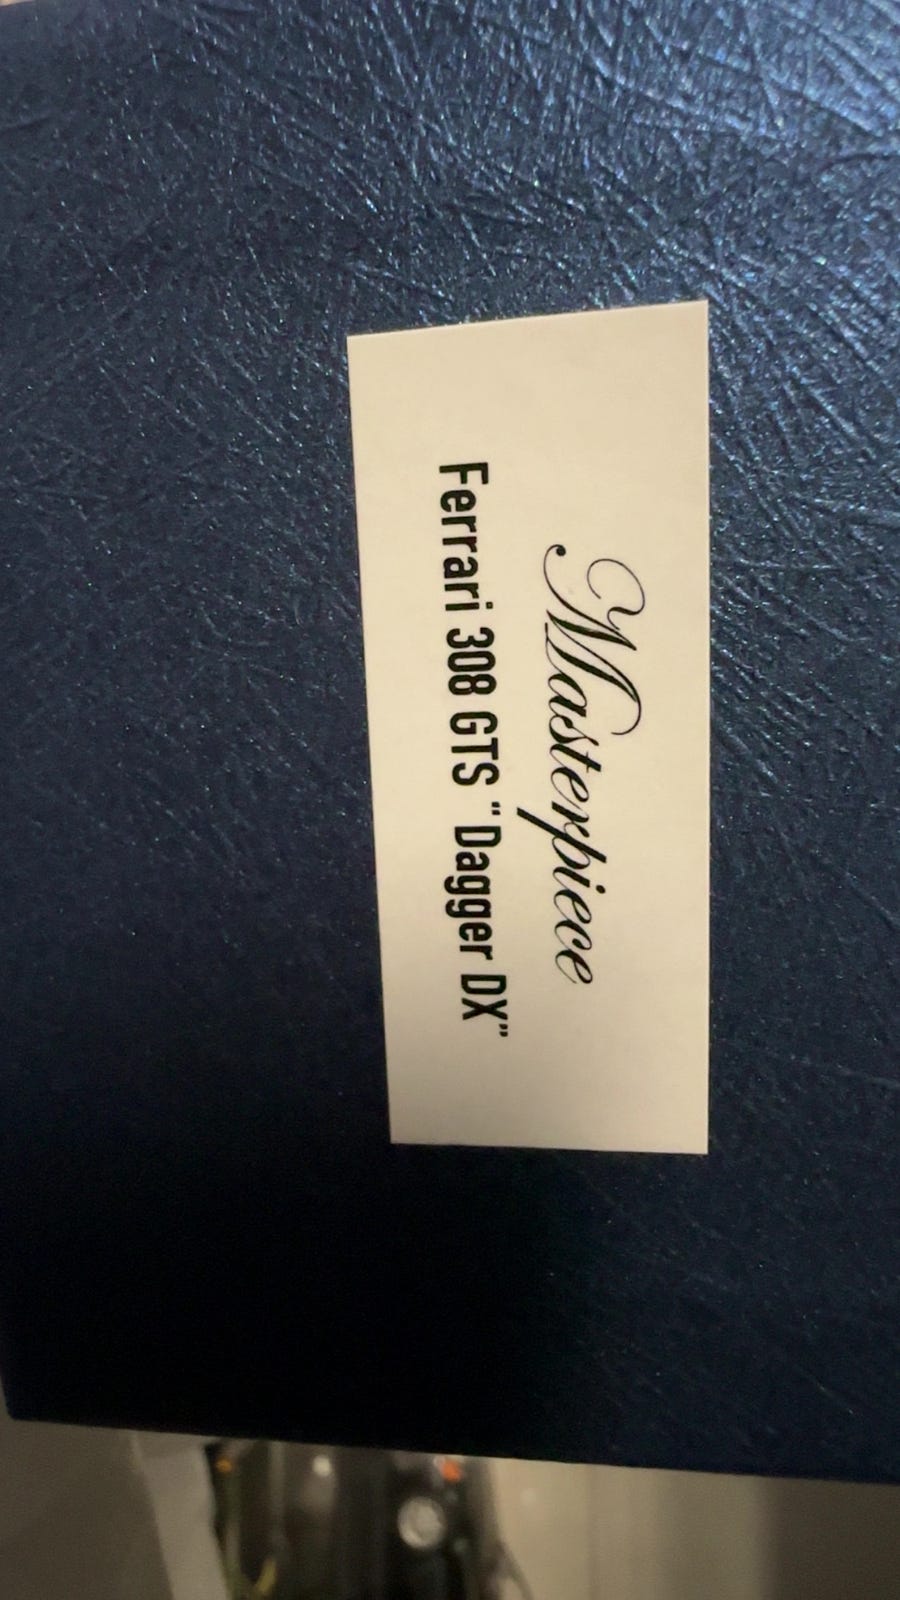 Masterpiece
Ferrari 308 GTS "Dagger DX"